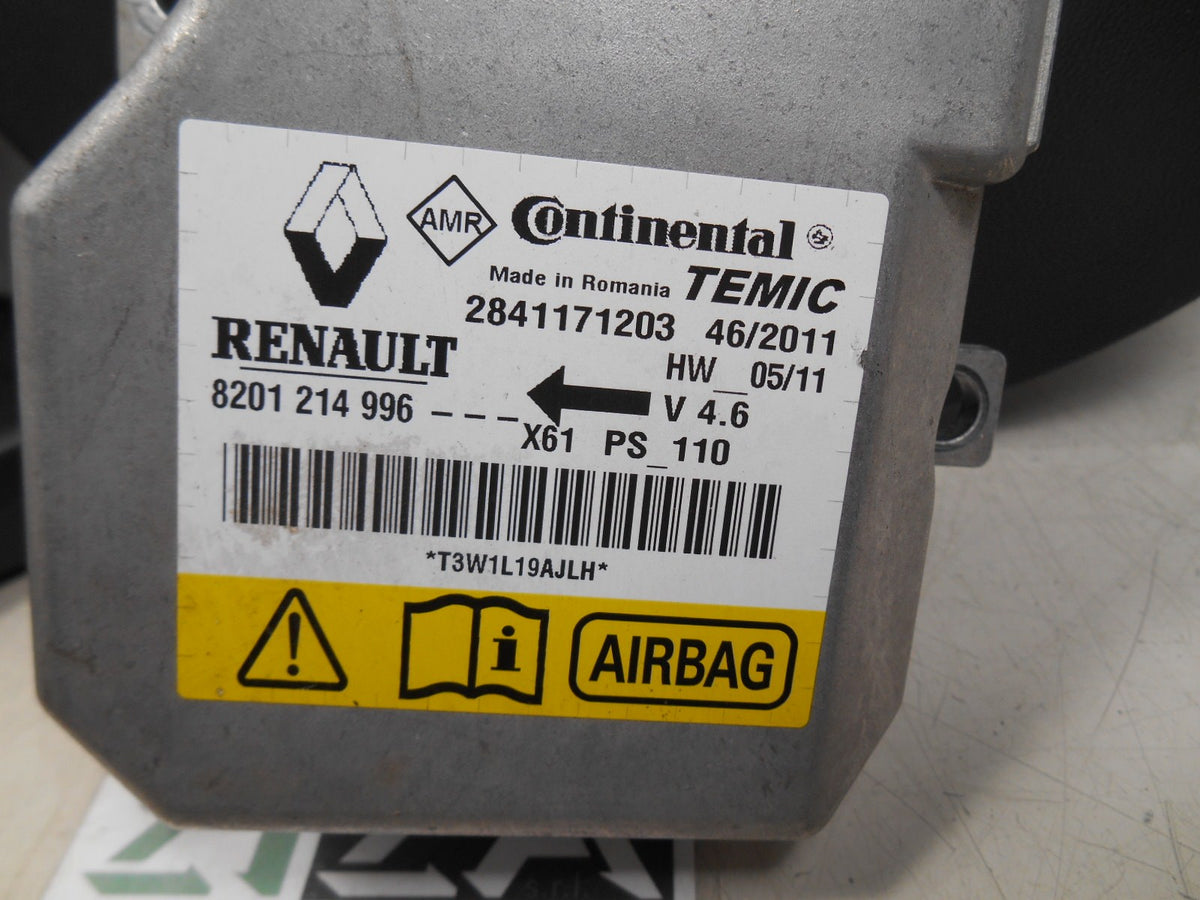 AMR
Continental
Made in Romania TEMIC
2841171203 46/2011
RENAULT
HW__05/11
8201 214 996 _ _ _ _
V 4.6
X61 PS_110
*T3W1L19AJLH*
i AIRBAG
s.r.l.